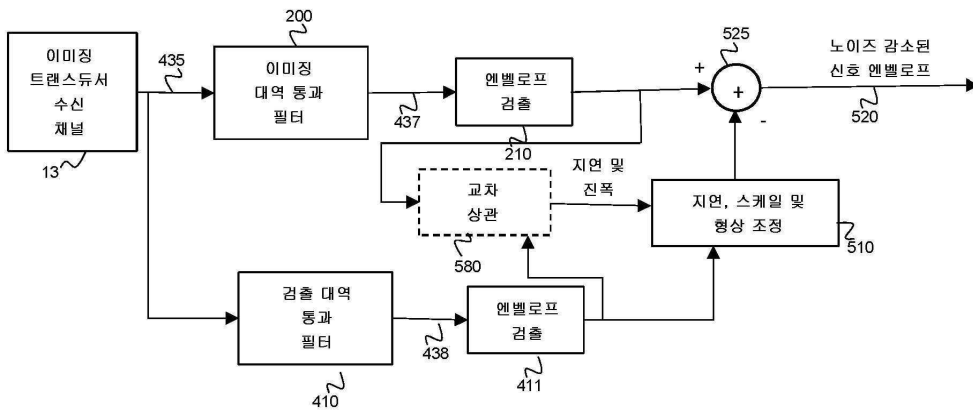 이미징
트랜스듀서
수신
채널
13
435
200
이미징
대역 통과
필터
437
엔벨로프
검출
210
+
525
+
-
노이즈 감소된
신호 엔벨로프
520
교차
상관
580
지연 및
진폭
지연, 스케일 및
형상 조정
510
검출 대역
통과
필터
410
438
엔벨로프
검출
411